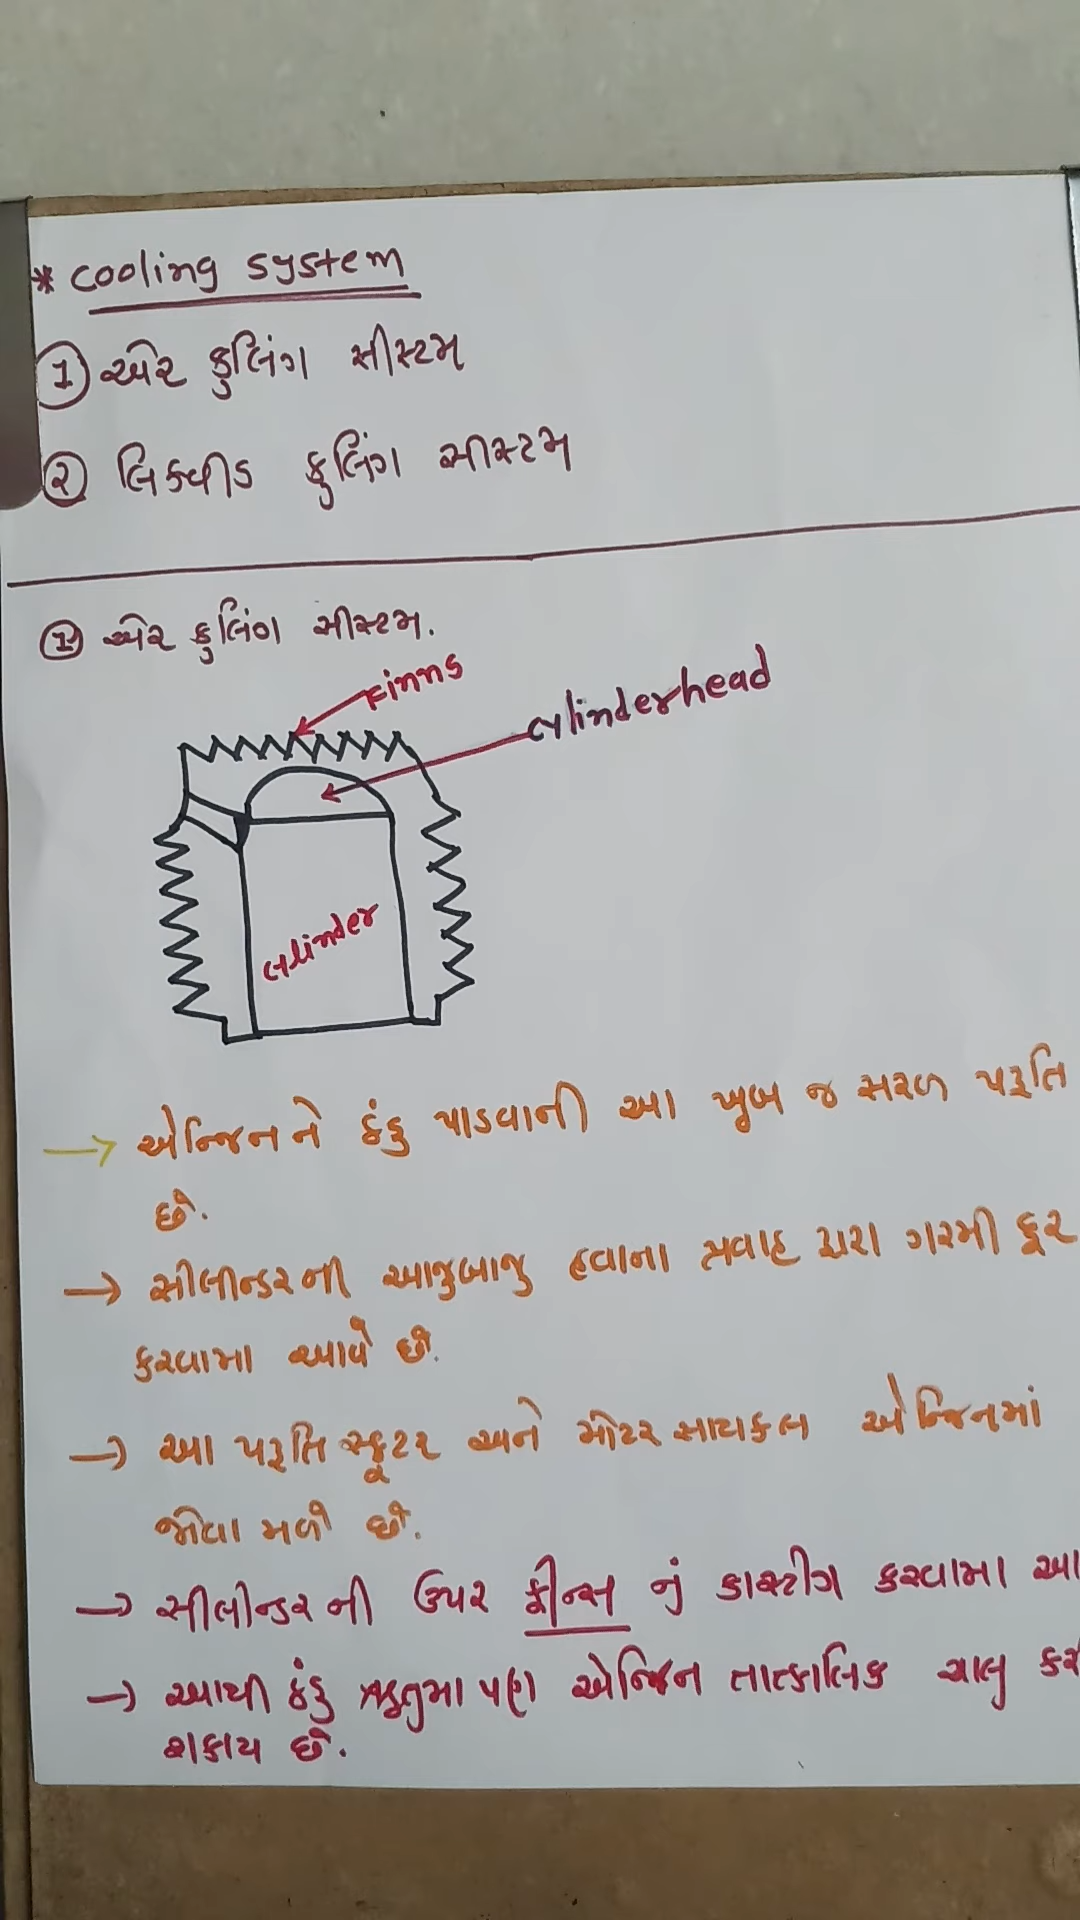 * cooling system
① એર કુલિંગ સીસ્ટમ
② લિક્વીડ કુલિંગ સીસ્ટમ
① એર કુલિંગ સીસ્ટમ.
Finns
cylinderhead
cylinder
→ એન્જિનને ઠંડુ પાડવાની આ ખૂબ જ સરળ પદ્ધતિ
છે.
→ સીલીન્ડરની આજુબાજુ હવાના પ્રવાહ દ્વારા ગરમી દૂર
કરવામા આવે છે.
→ આ પદ્ધતિ સ્કૂટર અને મોટર સાયકલ એન્જિનમાં
જોવા મળે છે.
→ સીલીન્ડરની ઉપર ફીન્સ નું કાસ્ટીગ કરવામા આ
→ આથી ઠંડુ ઋતુમા પણ એન્જિન તાત્કાલિક ચાલુ કરી
શકાય છે.